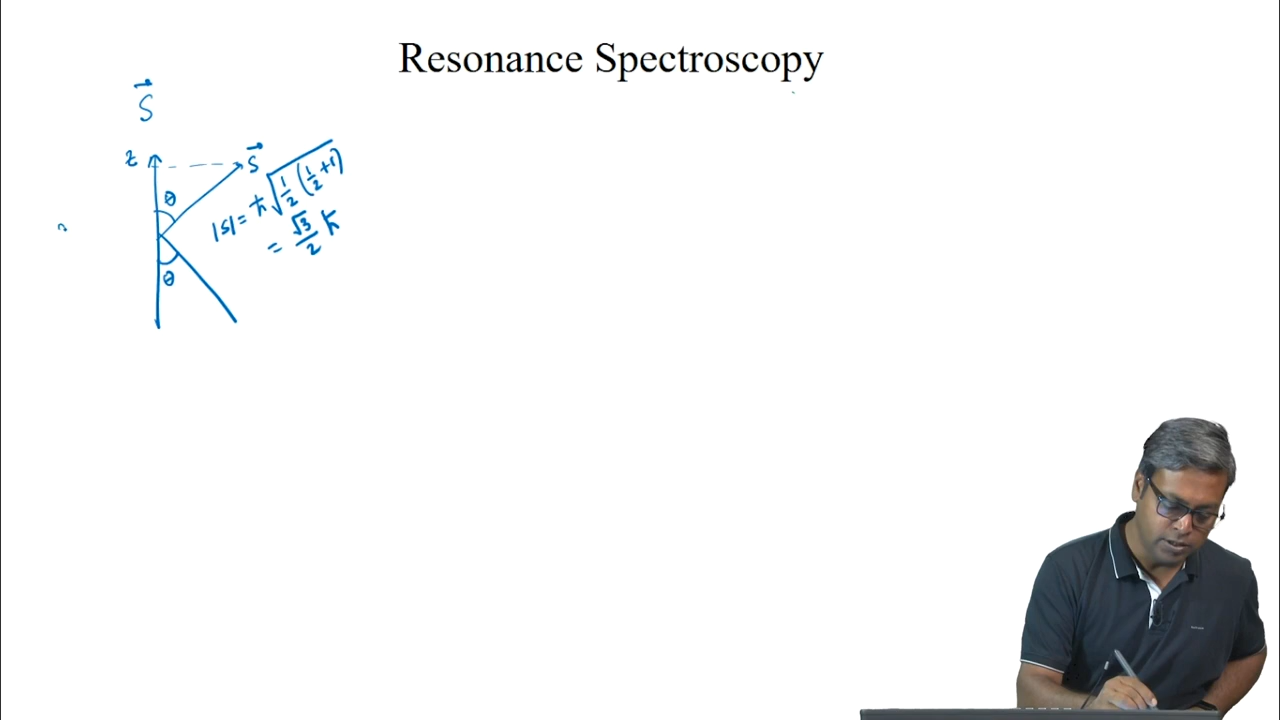 Resonance Spectroscopy
S⃗
z
S⃗
θ
|S| = ħ √(1/2 (1/2 + 1))
= √3/2 ħ
θ